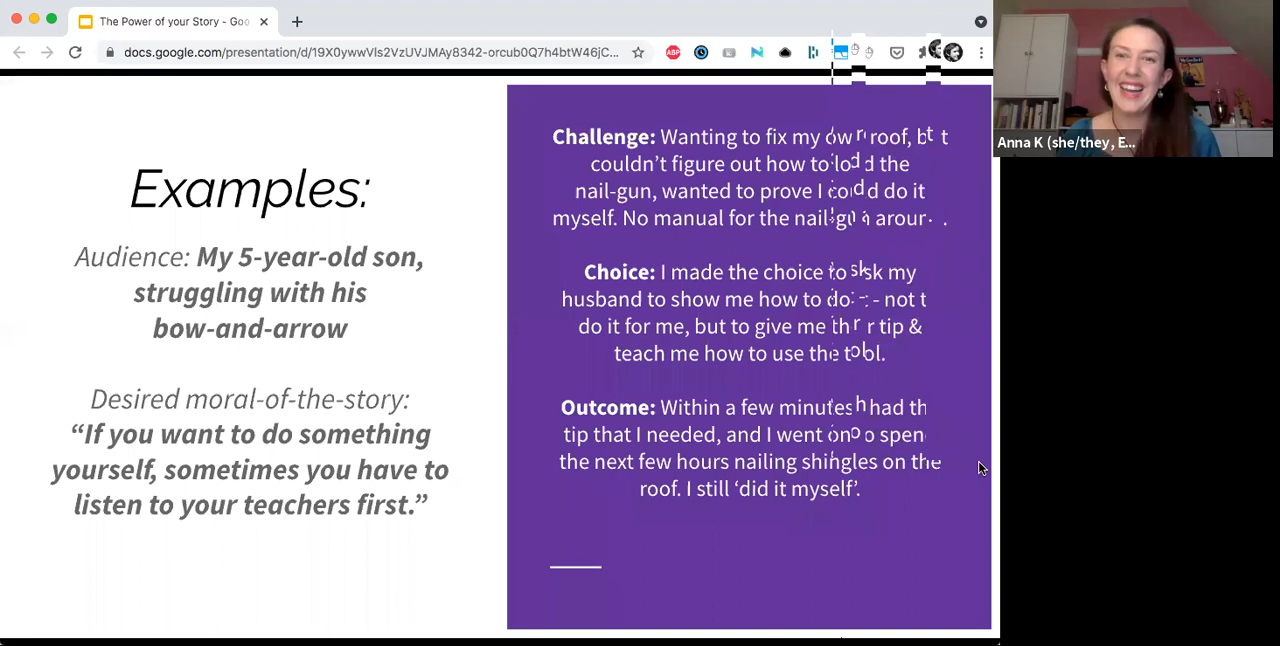 The Power of your Story - Goo
docs.google.com/presentation/d/19X0ywwVIs2VzUVJMAy8342-orcub0Q7h4btW46jC...
ABP
Anna K (she/they, E...
Examples:
Audience: My 5-year-old son,
struggling with his
bow-and-arrow
Desired moral-of-the-story:
“If you want to do something
yourself, sometimes you have to
listen to your teachers first.”
Challenge: Wanting to fix my own roof, but
couldn’t figure out how to load the
nail-gun, wanted to prove I could do it
myself. No manual for the nail-gun
Choice: I made the choice to ask my
husband to show me how to do it - not t
do it for me, but to give me the tip &
teach me how to use the tool.
Outcome: Within a few minutes I had th
tip that I needed, and I went on to spen
the next few hours nailing shingles on the
roof. I still ‘did it myself’.